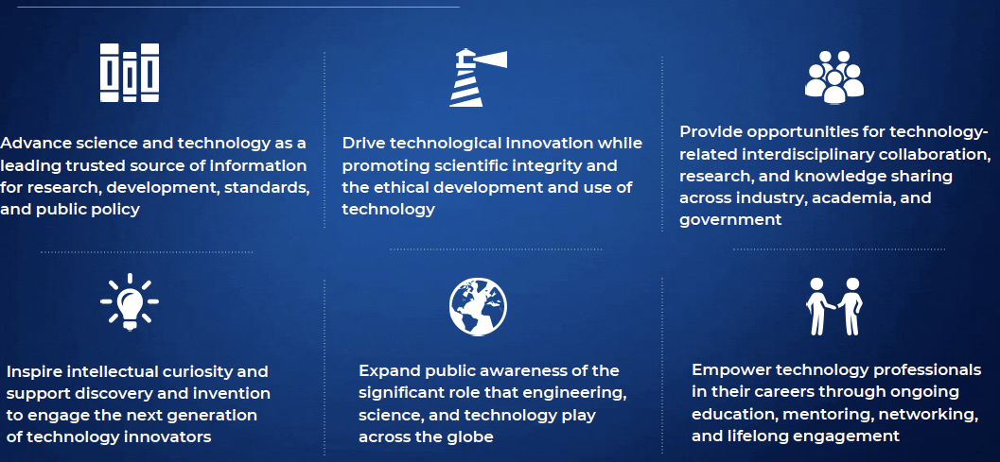 Advance science and technology as a
leading trusted source of information
for research, development, standards,
and public policy
Drive technological innovation while
promoting scientific integrity and
the ethical development and use of
technology
Provide opportunities for technology-
related interdisciplinary collaboration,
research, and knowledge sharing
across industry, academia, and
government
Inspire intellectual curiosity and
support discovery and invention
to engage the next generation
of technology innovators
Expand public awareness of the
significant role that engineering,
science, and technology play
across the globe
Empower technology professionals
in their careers through ongoing
education, mentoring, networking,
and lifelong engagement